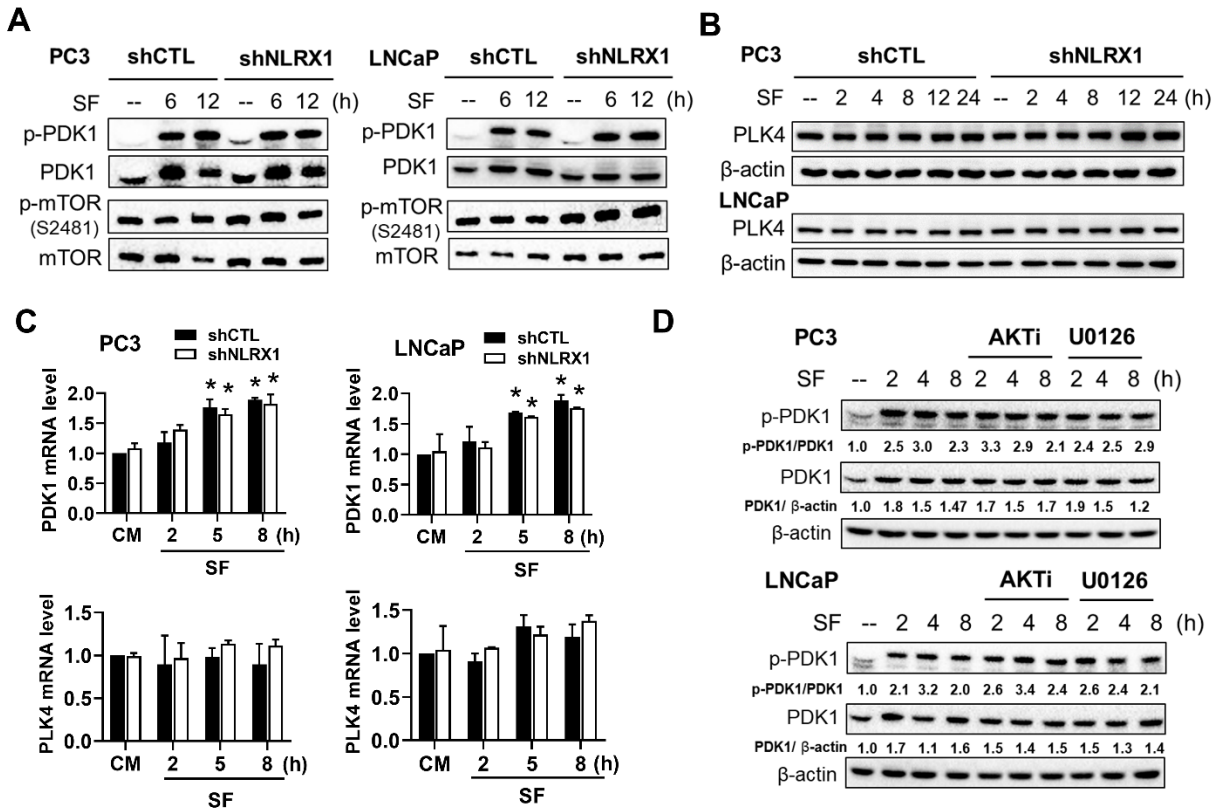 A
PC3 shCTL shNLRX1
SF -- 6 12 -- 6 12 (h)
p-PDK1
PDK1
p-mTOR
(S2481)
mTOR
LNCaP shCTL shNLRX1
SF -- 6 12 -- 6 12 (h)
p-PDK1
PDK1
p-mTOR
(S2481)
mTOR
B
PC3 shCTL shNLRX1
SF -- 2 4 8 12 24 -- 2 4 8 12 24 (h)
PLK4
β-actin
LNCaP
PLK4
β-actin
C
PC3
shCTL
shNLRX1
PDK1 mRNA level
2.0
1.5
1.0
0.5
0.0
* * * *
CM 2 5 8 (h)
SF
LNCaP
shCTL
shNLRX1
PDK1 mRNA level
2.0
1.5
1.0
0.5
0.0
* * * *
CM 2 5 8 (h)
SF
PLK4 mRNA level
1.5
1.0
0.5
0.0
CM 2 5 8 (h)
SF
PLK4 mRNA level
1.5
1.0
0.5
0.0
CM 2 5 8 (h)
SF
D
PC3 AKTi U0126
SF -- 2 4 8 2 4 8 2 4 8 (h)
p-PDK1
p-PDK1/PDK1 1.0 2.5 3.0 2.3 3.3 2.9 2.1 2.4 2.5 2.9
PDK1
PDK1/ β-actin 1.0 1.8 1.5 1.47 1.7 1.5 1.7 1.9 1.5 1.2
β-actin
LNCaP AKTi U0126
SF -- 2 4 8 2 4 8 2 4 8 (h)
p-PDK1
p-PDK1/PDK1 1.0 2.1 3.2 2.0 2.6 3.4 2.4 2.6 2.4 2.1
PDK1
PDK1/ β-actin 1.0 1.7 1.1 1.6 1.5 1.4 1.5 1.5 1.3 1.4
β-actin